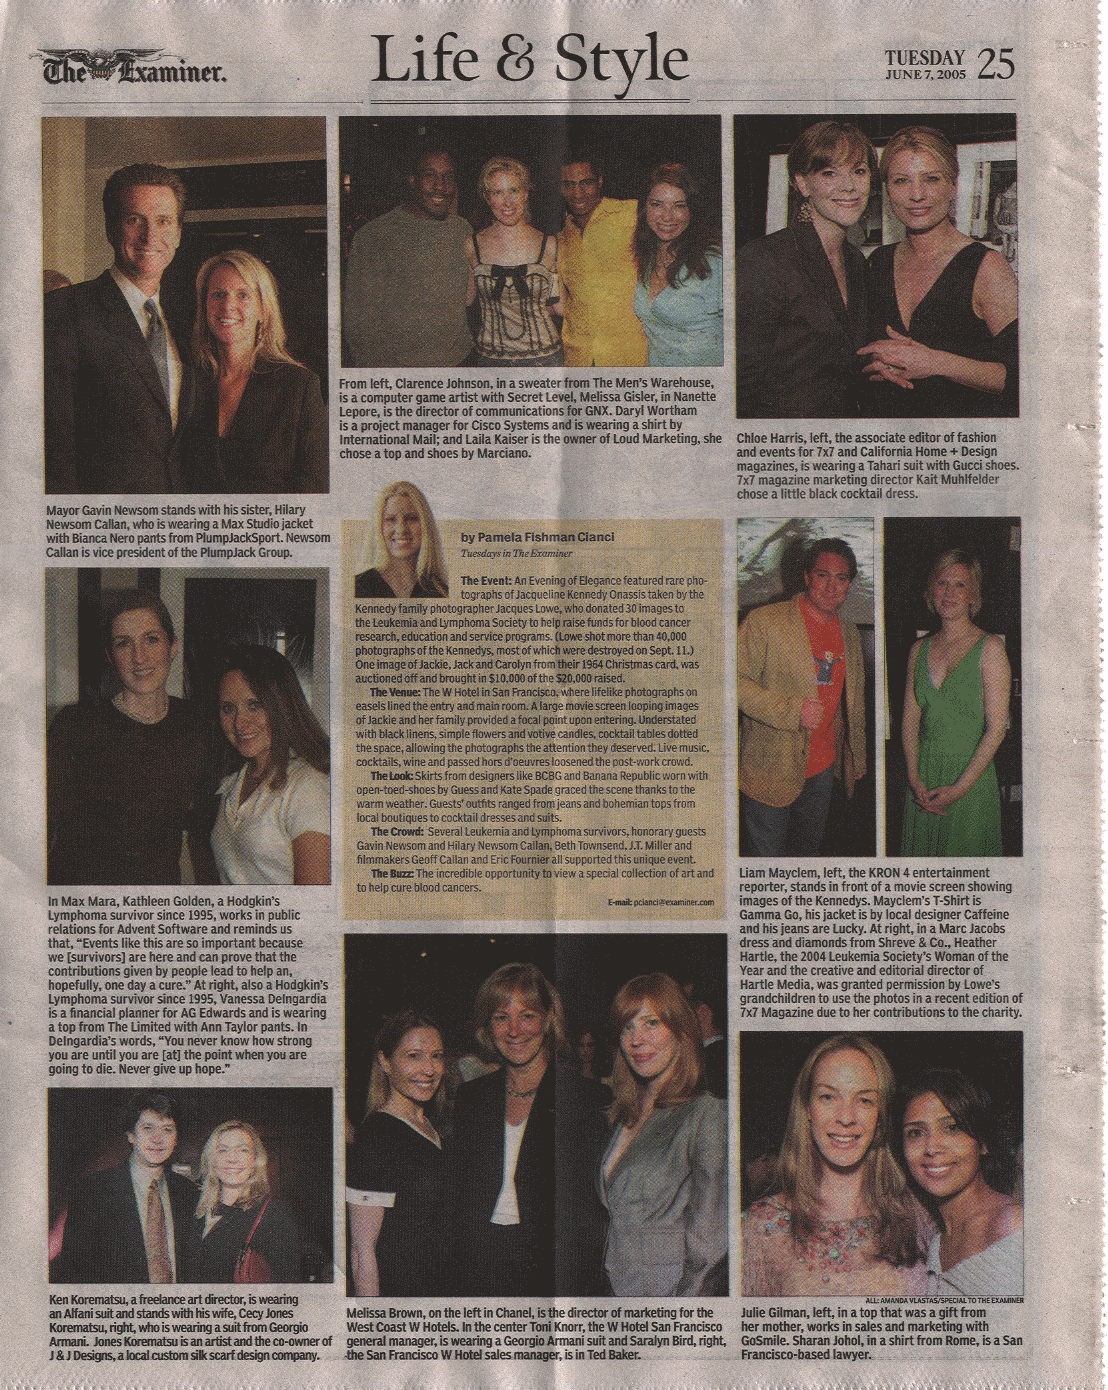 The Examiner.
Life & Style
TUESDAY
JUNE 7, 2005
25
Mayor Gavin Newsom stands with his sister, Hilary
Newsom Callan, who is wearing a Max Studio jacket
with Bianca Nero pants from PlumpJackSport. Newsom
Callan is vice president of the PlumpJack Group.
From left, Clarence Johnson, in a sweater from The Men's Warehouse,
is a computer game artist with Secret Level, Melissa Gisler, in Nanette
Lepore, is the director of communications for GNX. Daryl Wortham
is a project manager for Cisco Systems and is wearing a shirt by
International Mail; and Laila Kaiser is the owner of Loud Marketing, she
chose a top and shoes by Marciano.
Chloe Harris, left, the associate editor of fashion
and events for 7x7 and California Home + Design
magazines, is wearing a Tahari suit with Gucci shoes.
7x7 magazine marketing director Kait Muhlfelder
chose a little black cocktail dress.
by Pamela Fishman Cianci
Tuesdays in The Examiner
The Event: An Evening of Elegance featured rare pho-
tographs of Jacqueline Kennedy Onassis taken by the
Kennedy family photographer Jacques Lowe, who donated 30 images to
the Leukemia and Lymphoma Society to help raise funds for blood cancer
research, education and service programs. (Lowe shot more than 40,000
photographs of the Kennedys, most of which were destroyed on Sept. 11.)
One image of Jackie, Jack and Carolyn from their 1964 Christmas card, was
auctioned off and brought in $10,000 of the $20,000 raised.
The Venue: The W Hotel in San Francisco, where lifelike photographs on
easels lined the entry and main room. A large movie screen looping images
of Jackie and her family provided a focal point upon entering. Understated
with black linens, simple flowers and votive candles, cocktail tables dotted
the space, allowing the photographs the attention they deserved. Live music,
cocktails, wine and passed hors d'oeuvres loosened the post-work crowd.
The Look: Skirts from designers like BCBG and Banana Republic worn with
open-toed-shoes by Guess and Kate Spade graced the scene thanks to the
warm weather. Guests' outfits ranged from jeans and bohemian tops from
local boutiques to cocktail dresses and suits.
The Crowd: Several Leukemia and Lymphoma survivors, honorary guests
Gavin Newsom and Hilary Newsom Callan, Beth Townsend, J.T. Miller and
filmmakers Geoff Callan and Eric Fournier all supported this unique event.
The Buzz: The incredible opportunity to view a special collection of art and
to help cure blood cancers.
E-mail: pcianci@examiner.com
In Max Mara, Kathleen Golden, a Hodgkin's
Lymphoma survivor since 1995, works in public
relations for Advent Software and reminds us
that, "Events like this are so important because
we [survivors] are here and can prove that the
contributions given by people lead to help an,
hopefully, one day a cure." At right, also a Hodgkin's
Lymphoma survivor since 1995, Vanessa DeIngardia
is a financial planner for AG Edwards and is wearing
a top from The Limited with Ann Taylor pants. In
DeIngardia's words, "You never know how strong
you are until you are [at] the point when you are
going to die. Never give up hope."
Liam Mayclem, left, the KRON 4 entertainment
reporter, stands in front of a movie screen showing
images of the Kennedys. Mayclem's T-Shirt is
Gamma Go, his jacket is by local designer Caffeine
and his jeans are Lucky. At right, in a Marc Jacobs
dress and diamonds from Shreve & Co., Heather
Hartle, the 2004 Leukemia Society's Woman of the
Year and the creative and editorial director of
Hartle Media, was granted permission by Lowe's
grandchildren to use the photos in a recent edition of
7x7 Magazine due to her contributions to the charity.
Ken Korematsu, a freelance art director, is wearing
an Alfani suit and stands with his wife, Cecy Jones
Korematsu, right, who is wearing a suit from Georgio
Armani. Jones Korematsu is an artist and the co-owner of
J & J Designs, a local custom silk scarf design company.
Melissa Brown, on the left in Chanel, is the director of marketing for the
West Coast W Hotels. In the center Toni Knorr, the W Hotel San Francisco
general manager, is wearing a Georgio Armani suit and Saralyn Bird, right,
the San Francisco W Hotel sales manager, is in Ted Baker.
ALL: AMANDA VLASTAS/SPECIAL TO THE EXAMINER
Julie Gilman, left, in a top that was a gift from
her mother, works in sales and marketing with
GoSmile. Sharan Johol, in a shirt from Rome, is a San
Francisco-based lawyer.